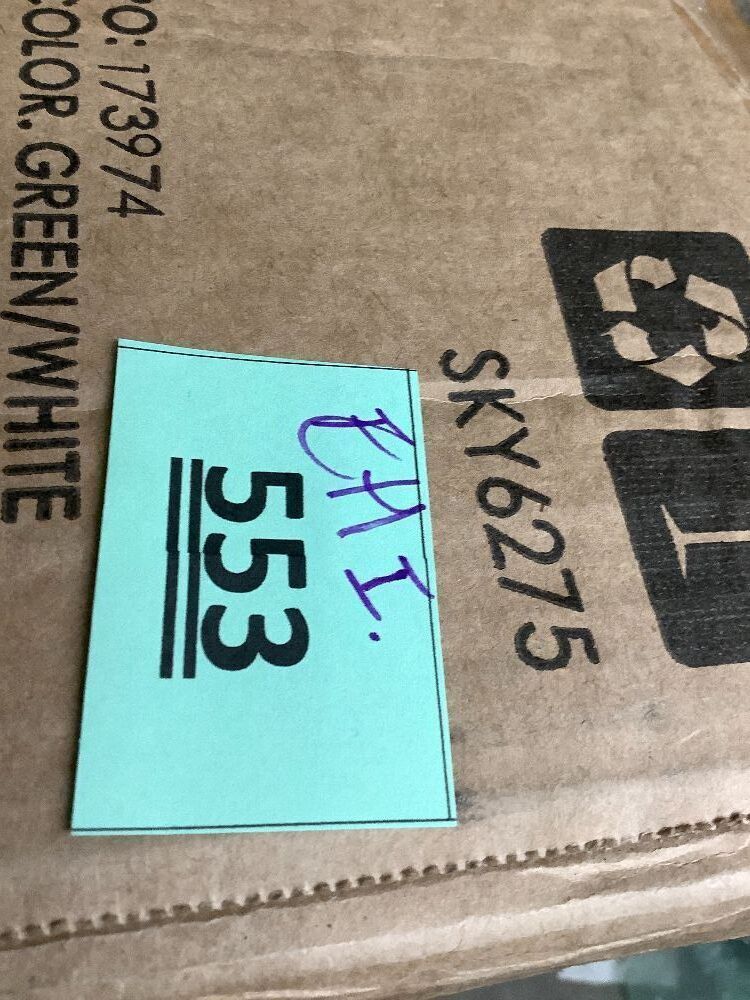 SKY6275
553
PO: 173974
COLOR. GREEN/WHITE